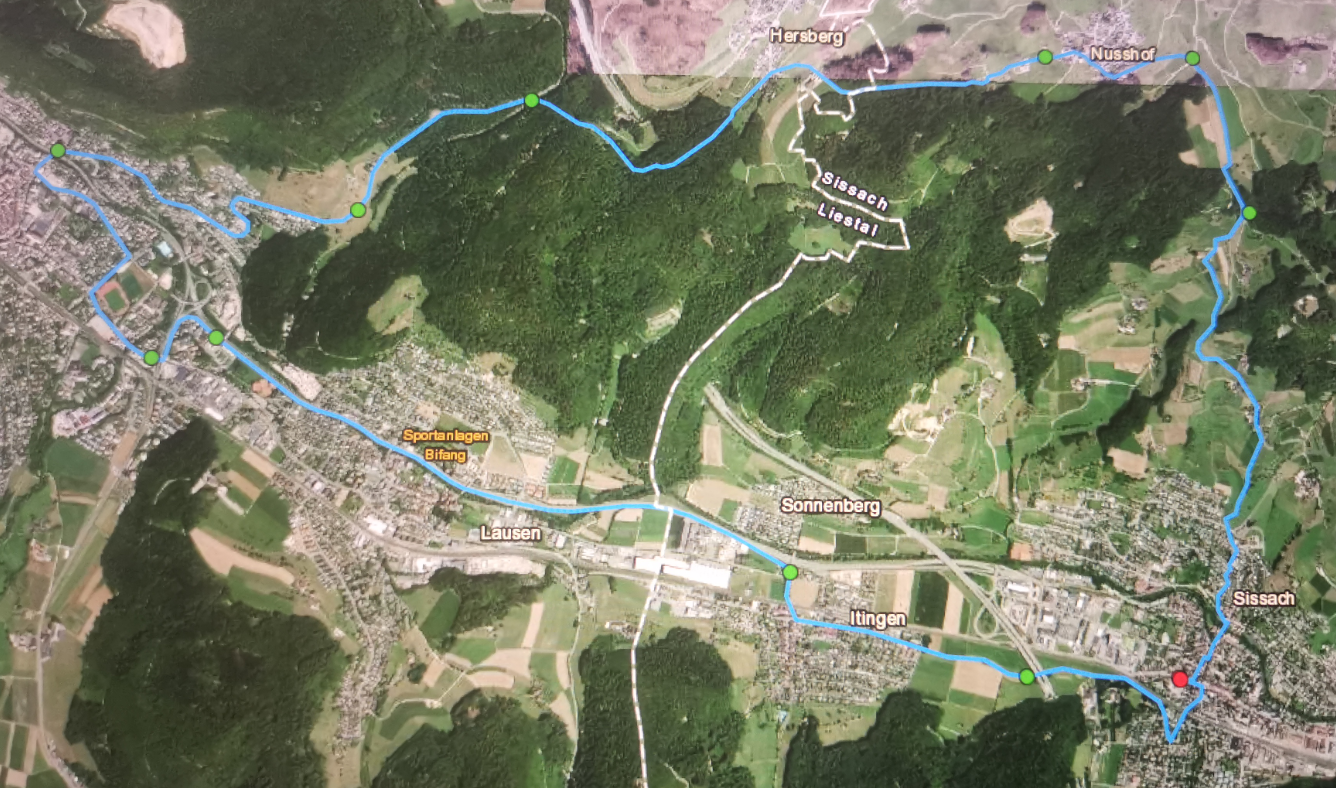 Hersberg
Nusshof
Sissach
Liestal
Sportanlagen
Bifang
Sonnenberg
Lausen
Sissach
Itingen